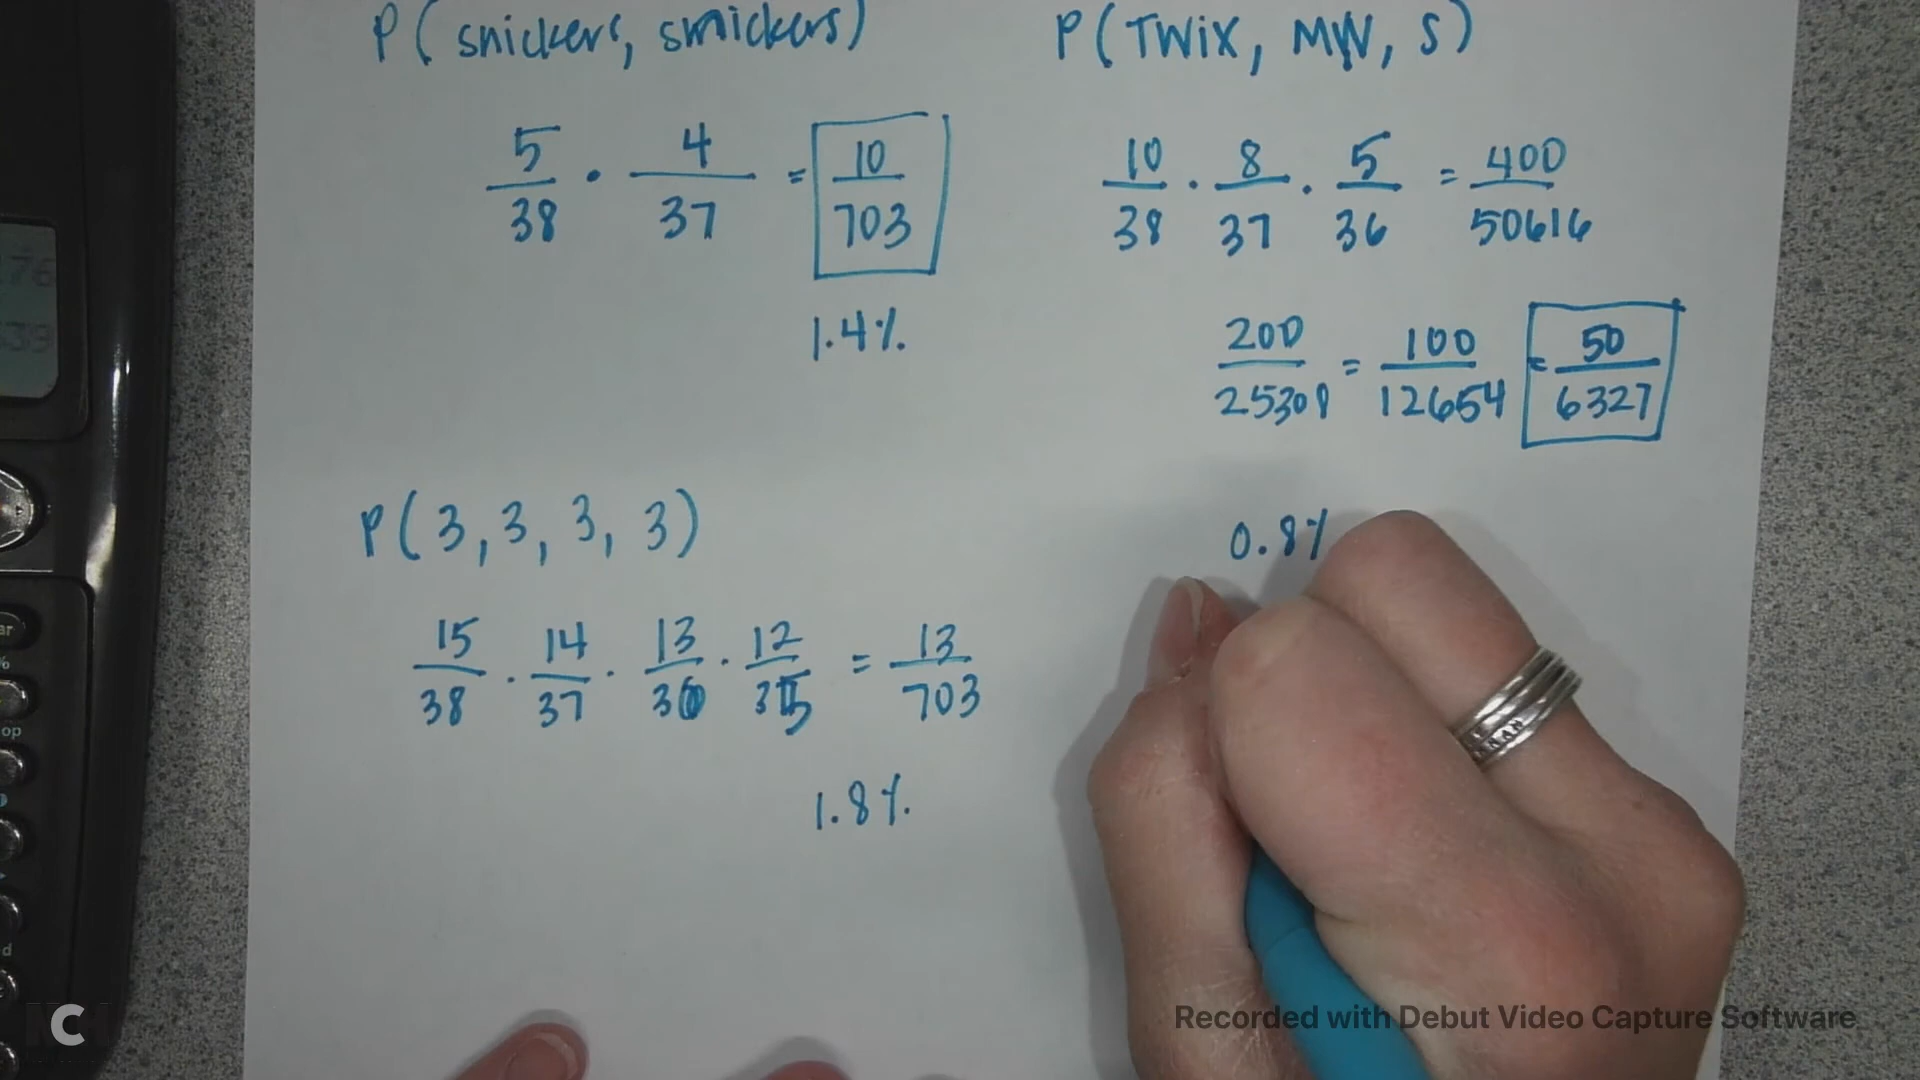 P(snickers, snickers)
5/38 · 4/37 = 10/703
1.4%
P(TWiX, MW, S)
10/38 · 8/37 · 5/36 = 400/50616
200/25308 = 100/12654 = 50/6327
0.8%
P(3, 3, 3, 3)
15/38 · 14/37 · 13/36 · 12/35 = 13/703
1.8%
Recorded with Debut Video Capture Software